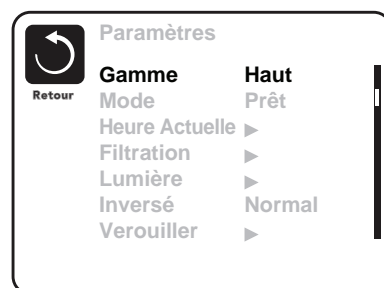 Paramètres
Gamme Haut
Retour
Mode Prêt
Heure Actuelle ▶
Filtration ▶
Lumière ▶
Inversé Normal
Verouiller ▶